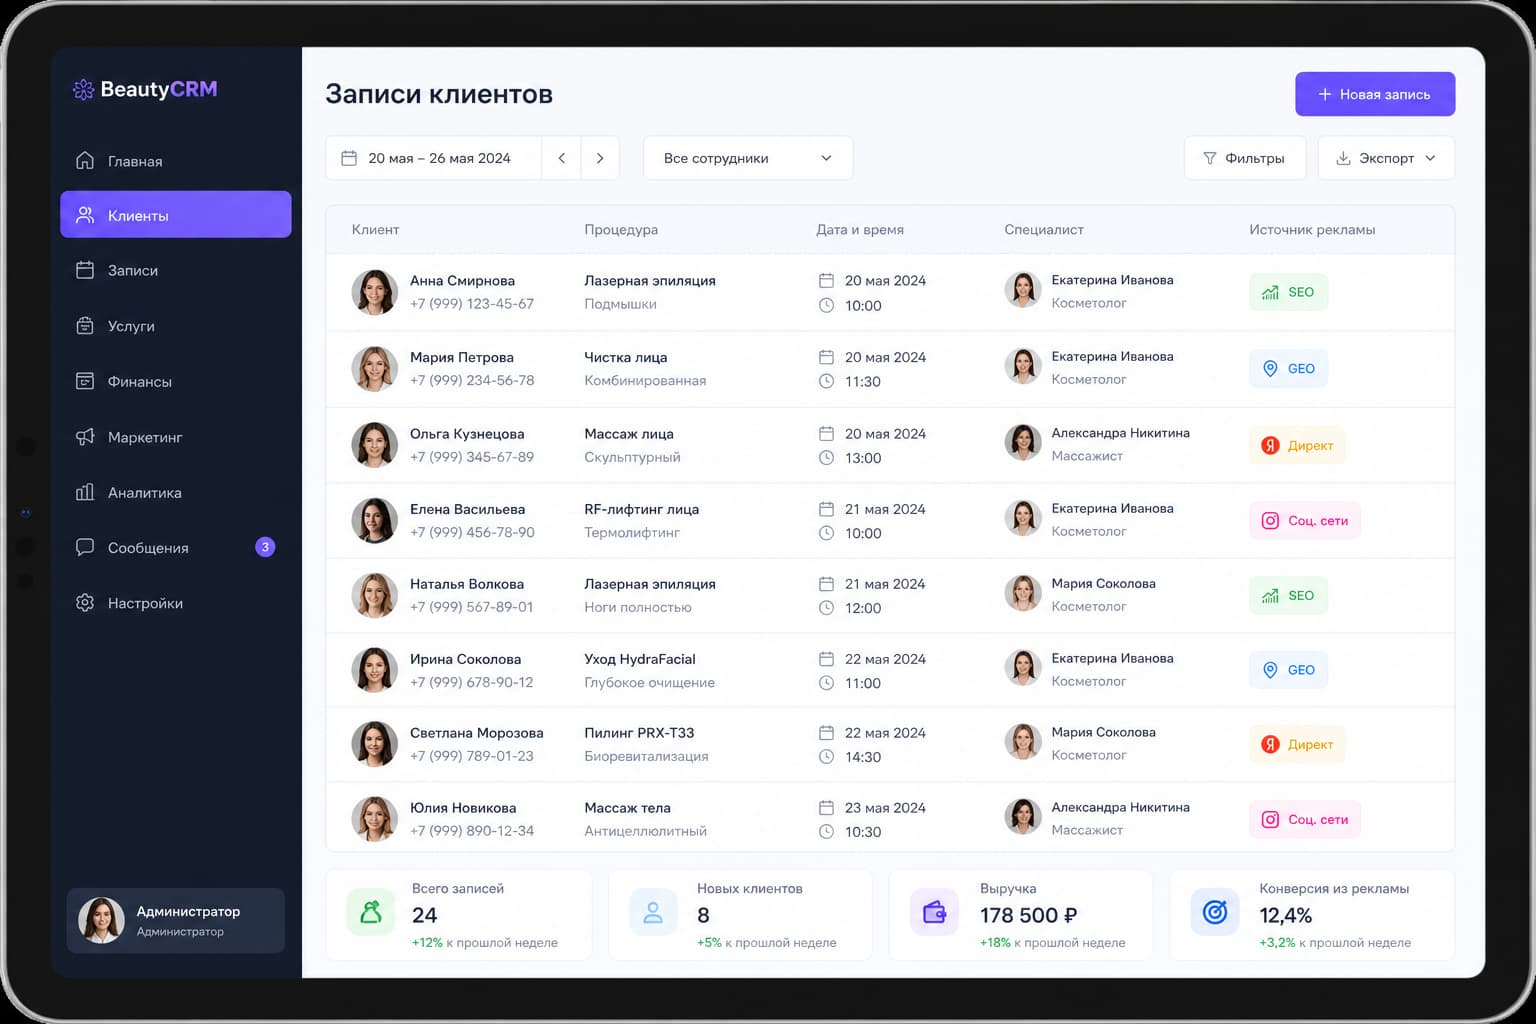 BeautyCRM
Главная
Клиенты
Записи
Услуги
Финансы
Маркетинг
Аналитика
Сообщения 3
Настройки
Администратор
Администратор
Записи клиентов
+ Новая запись
20 мая – 26 мая 2024
Все сотрудники
Фильтры
Экспорт
Клиент Процедура Дата и время Специалист Источник рекламы
Анна Смирнова Лазерная эпиляция 20 мая 2024 Екатерина Иванова SEO
+7 (999) 123-45-67 Подмышки 10:00 Косметолог
Мария Петрова Чистка лица 20 мая 2024 Екатерина Иванова GEO
+7 (999) 234-56-78 Комбинированная 11:30 Косметолог
Ольга Кузнецова Массаж лица 20 мая 2024 Александра Никитина Я Директ
+7 (999) 345-67-89 Скульптурный 13:00 Массажист
Елена Васильева RF-лифтинг лица 21 мая 2024 Екатерина Иванова Соц. сети
+7 (999) 456-78-90 Термолифтинг 10:00 Косметолог
Наталья Волкова Лазерная эпиляция 21 мая 2024 Мария Соколова SEO
+7 (999) 567-89-01 Ноги полностью 12:00 Косметолог
Ирина Соколова Уход HydraFacial 22 мая 2024 Екатерина Иванова GEO
+7 (999) 678-90-12 Глубокое очищение 11:00 Косметолог
Светлана Морозова Пилинг PRX-T33 22 мая 2024 Мария Соколова Я Директ
+7 (999) 789-01-23 Биоревитализация 14:30 Косметолог
Юлия Новикова Массаж тела 23 мая 2024 Александра Никитина Соц. сети
+7 (999) 890-12-34 Антицеллюлитный 10:30 Массажист
Всего записей
24
+12% к прошлой неделе
Новых клиентов
8
+5% к прошлой неделе
Выручка
178 500 ₽
+18% к прошлой неделе
Конверсия из рекламы
12,4%
+3,2% к прошлой неделе